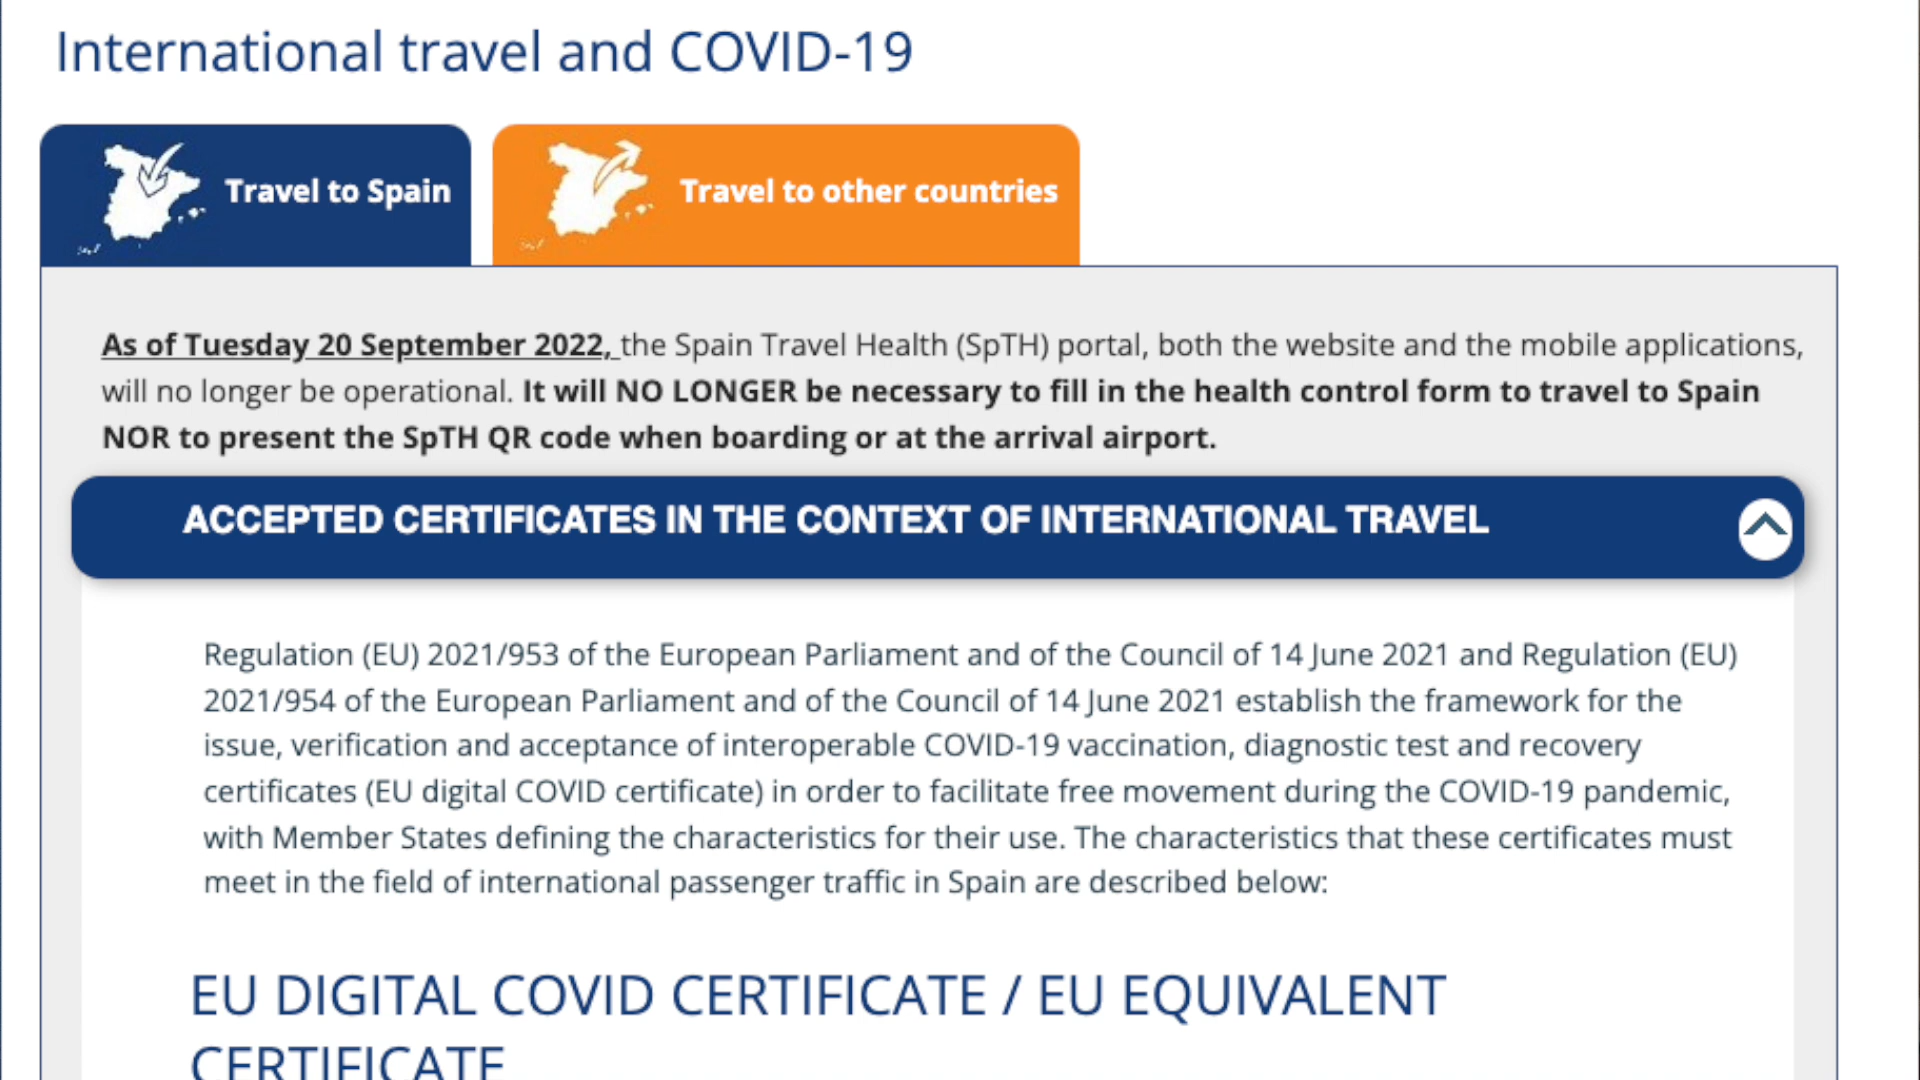 International travel and COVID-19
Travel to Spain
Travel to other countries
As of Tuesday 20 September 2022, the Spain Travel Health (SpTH) portal, both the website and the mobile applications,
will no longer be operational. It will NO LONGER be necessary to fill in the health control form to travel to Spain
NOR to present the SpTH QR code when boarding or at the arrival airport.
ACCEPTED CERTIFICATES IN THE CONTEXT OF INTERNATIONAL TRAVEL
Regulation (EU) 2021/953 of the European Parliament and of the Council of 14 June 2021 and Regulation (EU)
2021/954 of the European Parliament and of the Council of 14 June 2021 establish the framework for the
issue, verification and acceptance of interoperable COVID-19 vaccination, diagnostic test and recovery
certificates (EU digital COVID certificate) in order to facilitate free movement during the COVID-19 pandemic,
with Member States defining the characteristics for their use. The characteristics that these certificates must
meet in the field of international passenger traffic in Spain are described below:
EU DIGITAL COVID CERTIFICATE / EU EQUIVALENT
CERTIFICATE